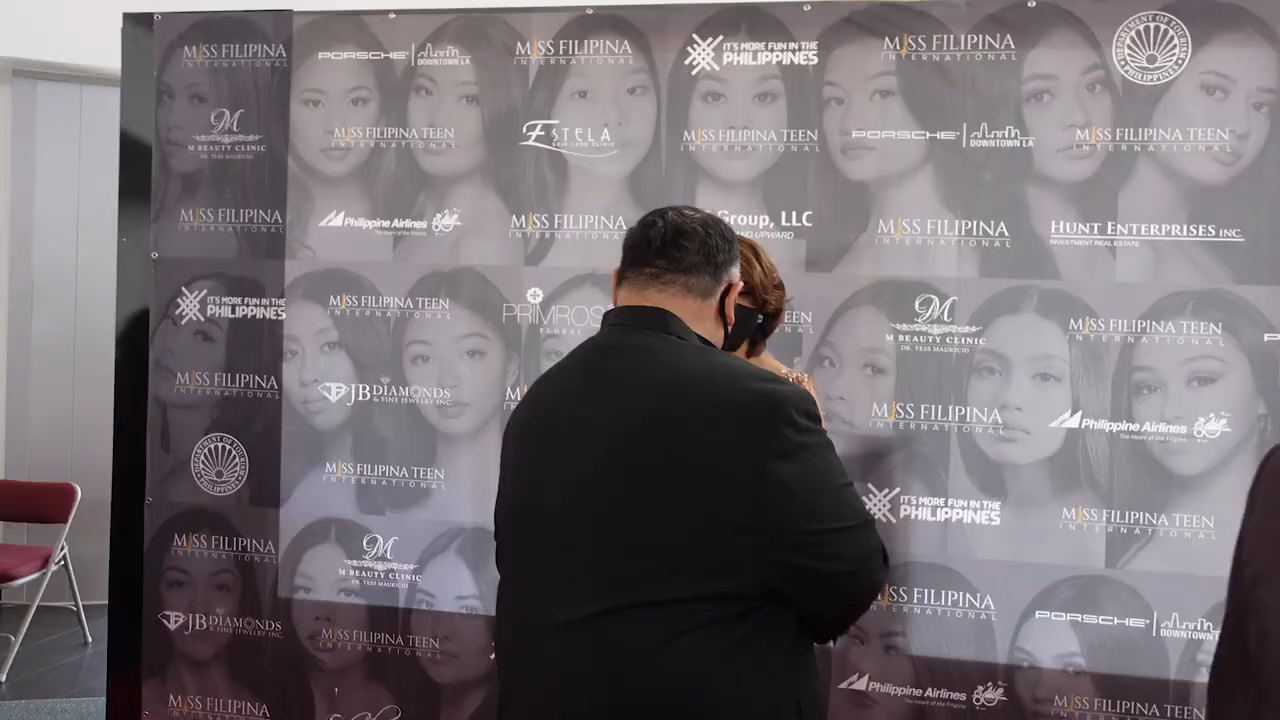 MISS FILIPINA
INTERNATIONAL
PORSCHE
DOWNTOWN LA
MISS FILIPINA
INTERNATIONAL
IT'S MORE FUN IN THE
PHILIPPINES
MISS FILIPINA
INTERNATIONAL
DEPARTMENT OF TOURISM
PHILIPPINES
M
M BEAUTY CLINIC
DR. TESS MAURICIO
MISS FILIPINA TEEN
INTERNATIONAL
ESTELA
SKIN CARE CLINIC
MISS FILIPINA TEEN
INTERNATIONAL
PORSCHE
DOWNTOWN LA
MISS FILIPINA TEEN
INTERNATIONAL
MISS FILIPINA
INTERNATIONAL
Philippine Airlines
The Heart of the Filipino
MISS FILIPINA
INTERNATIONAL
Group, LLC
AND UPWARD
MISS FILIPINA
INTERNATIONAL
HUNT ENTERPRISES INC.
INVESTMENT REAL ESTATE
IT'S MORE FUN IN THE
PHILIPPINES
MISS FILIPINA TEEN
INTERNATIONAL
PRIMROS
FLORAL
EEN
M
M BEAUTY CLINIC
DR. TESS MAURICIO
MISS FILIPINA TEEN
INTERNATIONAL
MISS FILIPINA
INTERNATIONAL
JB DIAMONDS
& FINE JEWELRY INC.
MISS FILIPINA
INTERNATIONAL
Philippine Airlines
The Heart of the Filipino
DEPARTMENT OF TOURISM
PHILIPPINES
MISS FILIPINA TEEN
INTERNATIONAL
IT'S MORE FUN IN THE
PHILIPPINES
MISS FILIPINA TEEN
INTERNATIONAL
MISS FILIPINA
INTERNATIONAL
M
M BEAUTY CLINIC
DR. TESS MAURICIO
ISS FILIPINA
INTERNATIONAL
PORSCHE
DOWNTOWN
JB DIAMONDS
& FINE JEWELRY INC.
MISS FILIPINA TEEN
INTERNATIONAL
Philippine Airlines
The Heart of the Filipino
MISS FILIPINA TEEN
INTERNATIONAL
MISS FILIPINA
INTERNATIONAL